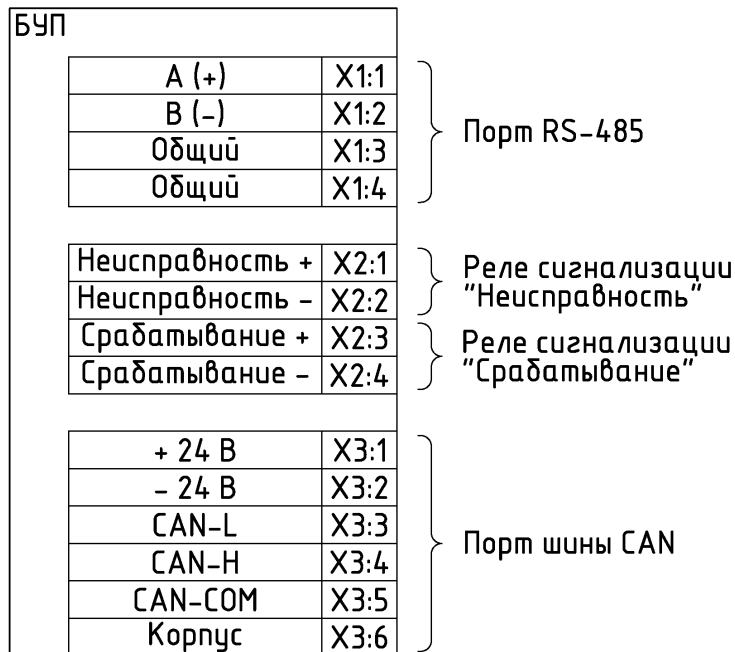 БУП
А (+) X1:1
В (-) X1:2
Общий X1:3
Общий X1:4
Порт RS-485
Неисправность + X2:1
Неисправность - X2:2
Срабатывание + X2:3
Срабатывание - X2:4
Реле сигнализации
"Неисправность"
Реле сигнализации
"Срабатывание"
+ 24 В X3:1
- 24 В X3:2
CAN-L X3:3
CAN-H X3:4
CAN-COM X3:5
Корпус X3:6
Порт шины CAN